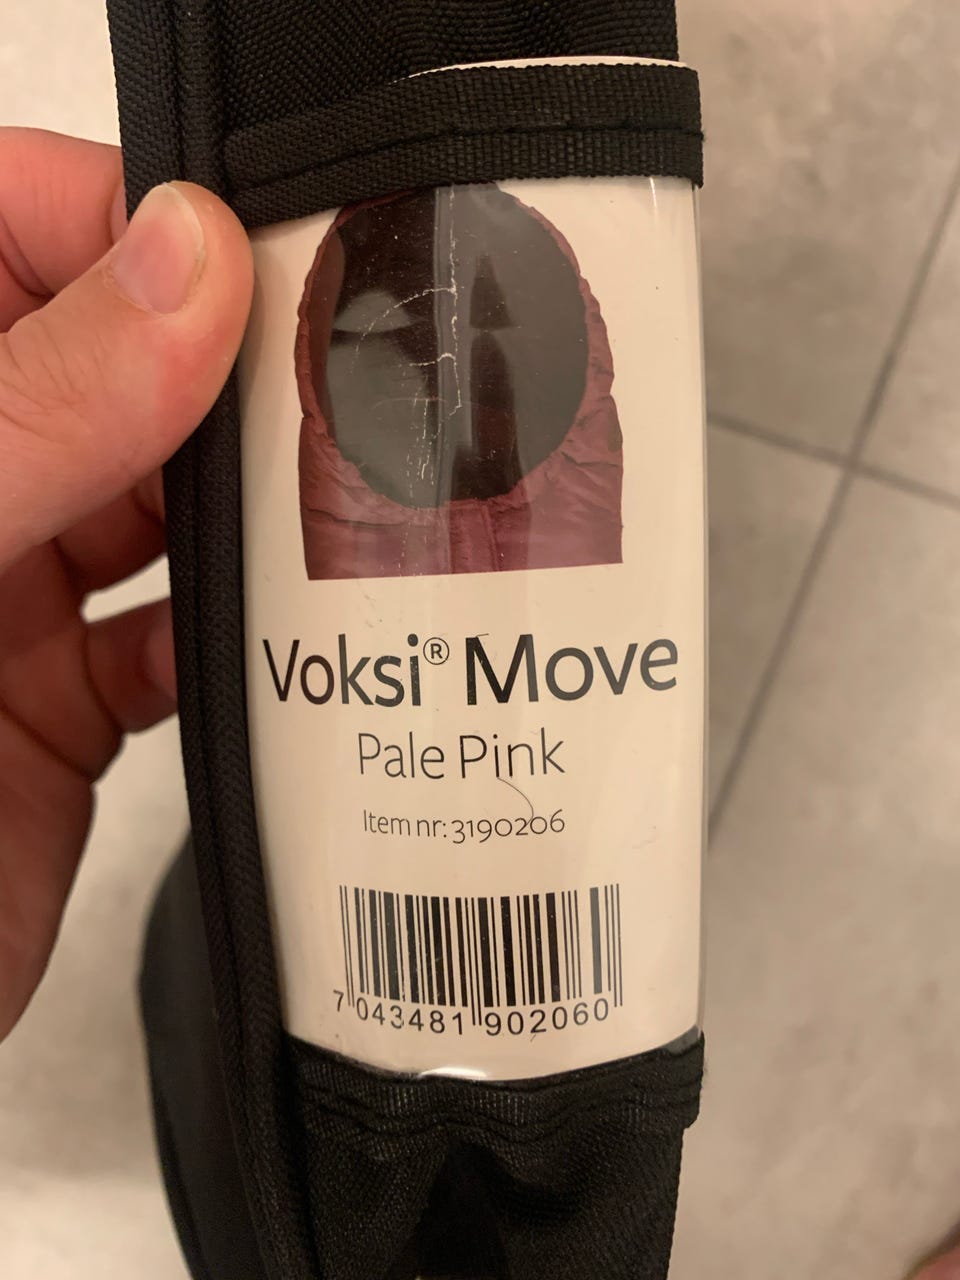 Voksi® Move
Pale Pink
Item nr: 3190206
7 043481 902060